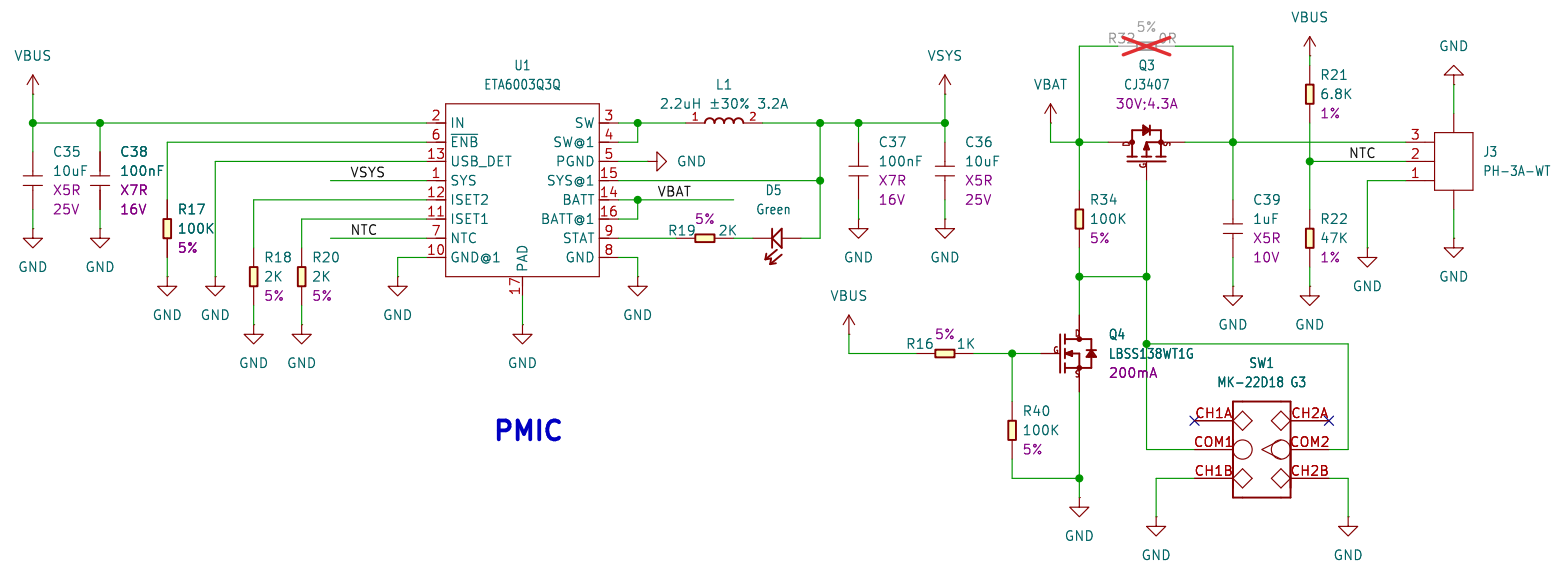 VBUS
C35
10uF
X5R
25V
GND
C38
100nF
X7R
16V
GND
R17
100K
5%
GND
GND
VSYS
NTC
R18
2K
5%
GND
R20
2K
5%
GND
GND
U1
ETA6003Q3Q
2 IN
6 ENB
13 USB_DET
1 SYS
12 ISET2
11 ISET1
7 NTC
10 GND@1
SW 3
SW@1 4
PGND 5
SYS@1 15
BATT 14
BATT@1 16
STAT 9
GND 8
PAD
17
GND
GND
GND
L1
2.2uH ±30% 3.2A
1 2
VBAT
5%
R19 2K
D5
Green
C37
100nF
X7R
16V
GND
VSYS
C36
10uF
X5R
25V
GND
PMIC
VBUS
5%
R16 1K
R40
100K
5%
Q4
LBSS138WT1G
200mA
D
G
S
GND
VBAT
R34
100K
5%
5%
R32 0R
Q3
CJ3407
30V;4.3A
D
S
G
C39
1uF
X5R
10V
GND
VBUS
R21
6.8K
1%
NTC
R22
47K
1%
GND
GND
GND
3
2
1
J3
PH-3A-WT
GND
SW1
MK-22D18 G3
CH1A
CH2A
COM1
COM2
CH1B
CH2B
GND
GND